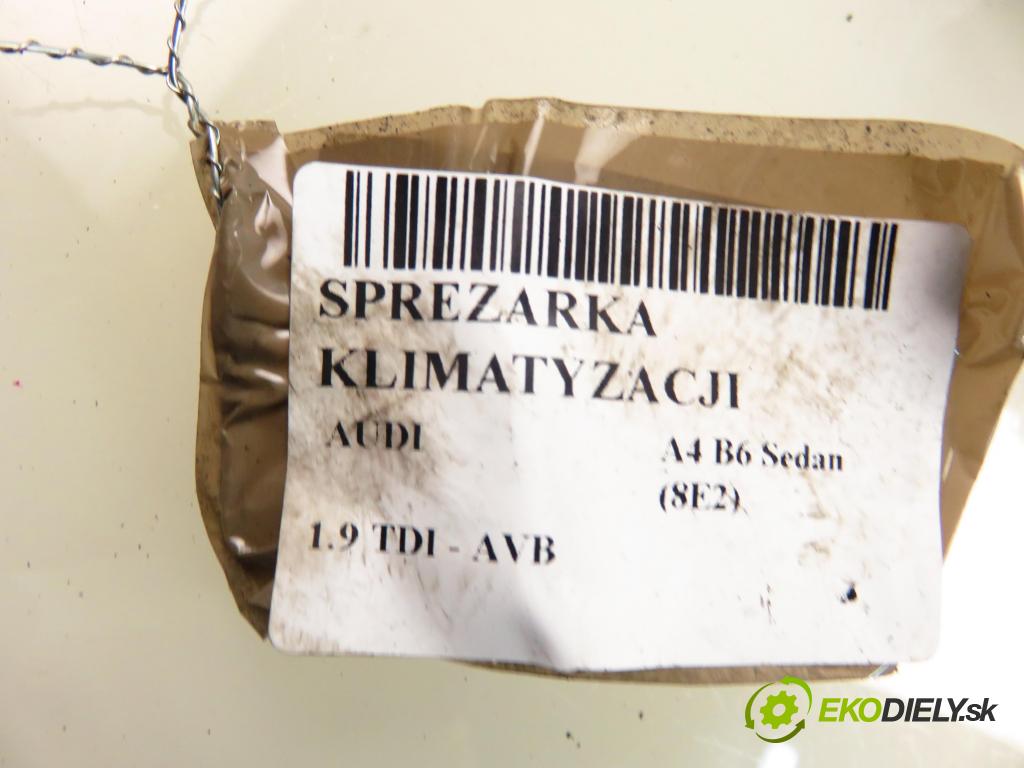 SPREZARKA
KLIMATYZACJI
AUDI
A4 B6 Sedan
(8E2)
1.9 TDI - AVB
EKODIELY.sk